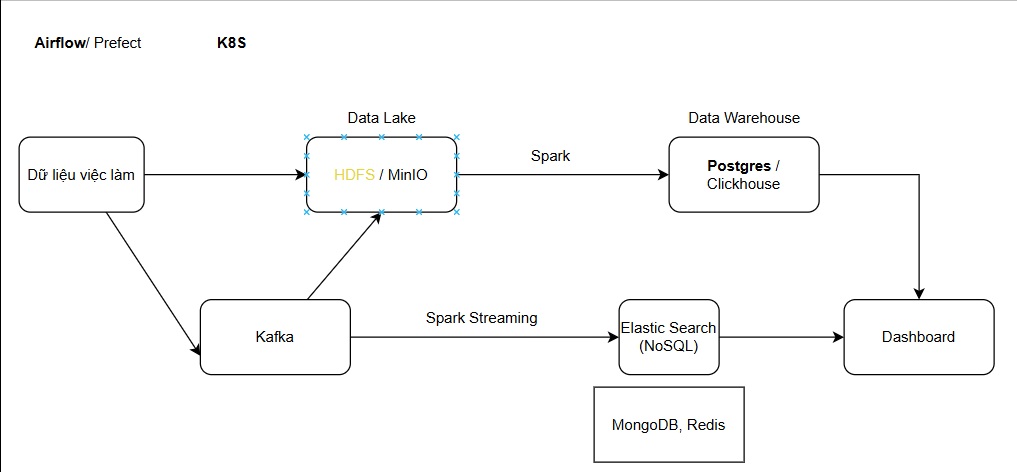 Airflow/ Prefect
K8S
Data Lake
Data Warehouse
Dữ liệu việc làm
HDFS / MinIO
Spark
Postgres /
Clickhouse
Kafka
Spark Streaming
Elastic Search
(NoSQL)
Dashboard
MongoDB, Redis